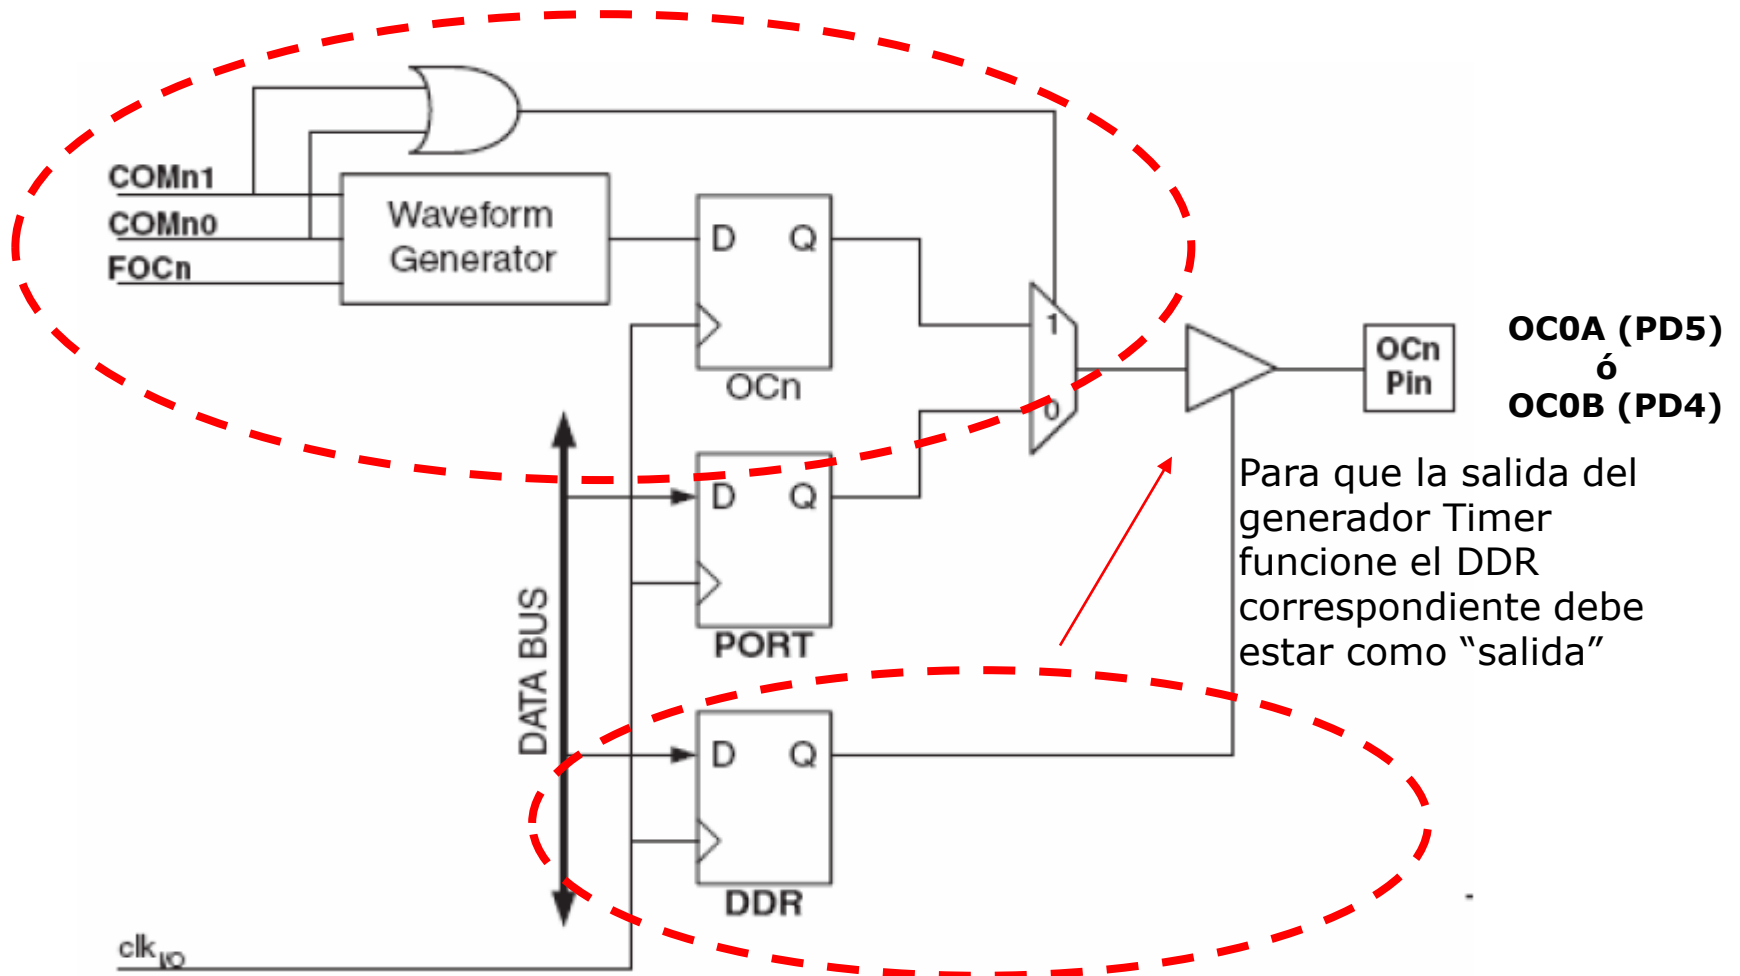 COMn1
COMn0
FOCn
Waveform
Generator
D Q
OCn
1
0
OCn
Pin
OC0A (PD5)
ó
OC0B (PD4)
Para que la salida del
generador Timer
funcione el DDR
correspondiente debe
estar como “salida”
D Q
PORT
DATA BUS
D Q
DDR
clk I/O